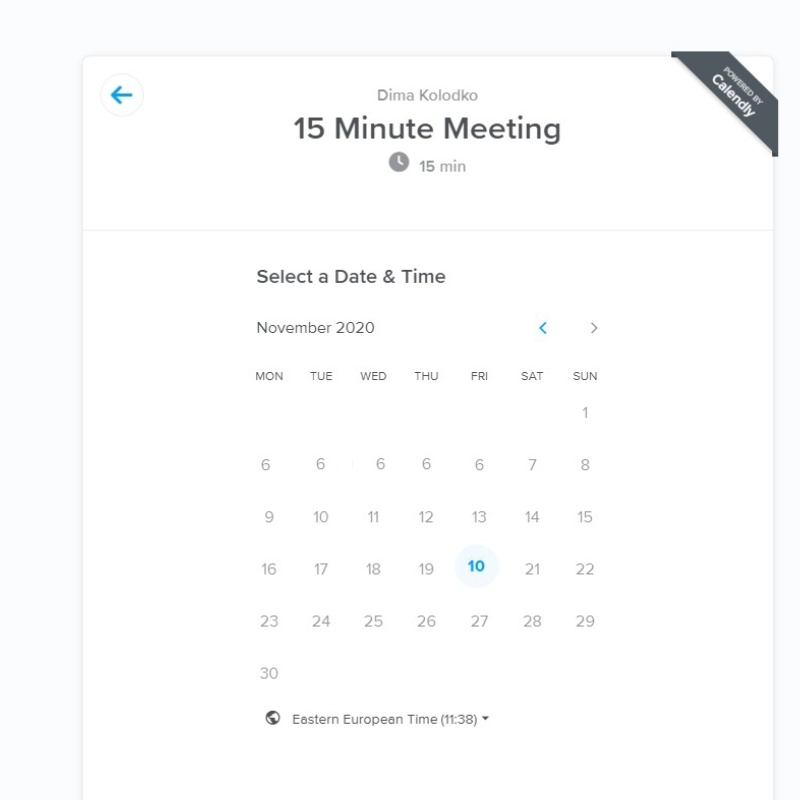 POWERED BY
Calendly
Dima Kolodko
15 Minute Meeting
15 min
Select a Date & Time
November 2020
MON TUE WED THU FRI SAT SUN
1
6 6 6 6 6 7 8
9 10 11 12 13 14 15
16 17 18 19 10 21 22
23 24 25 26 27 28 29
30
Eastern European Time (11:38)